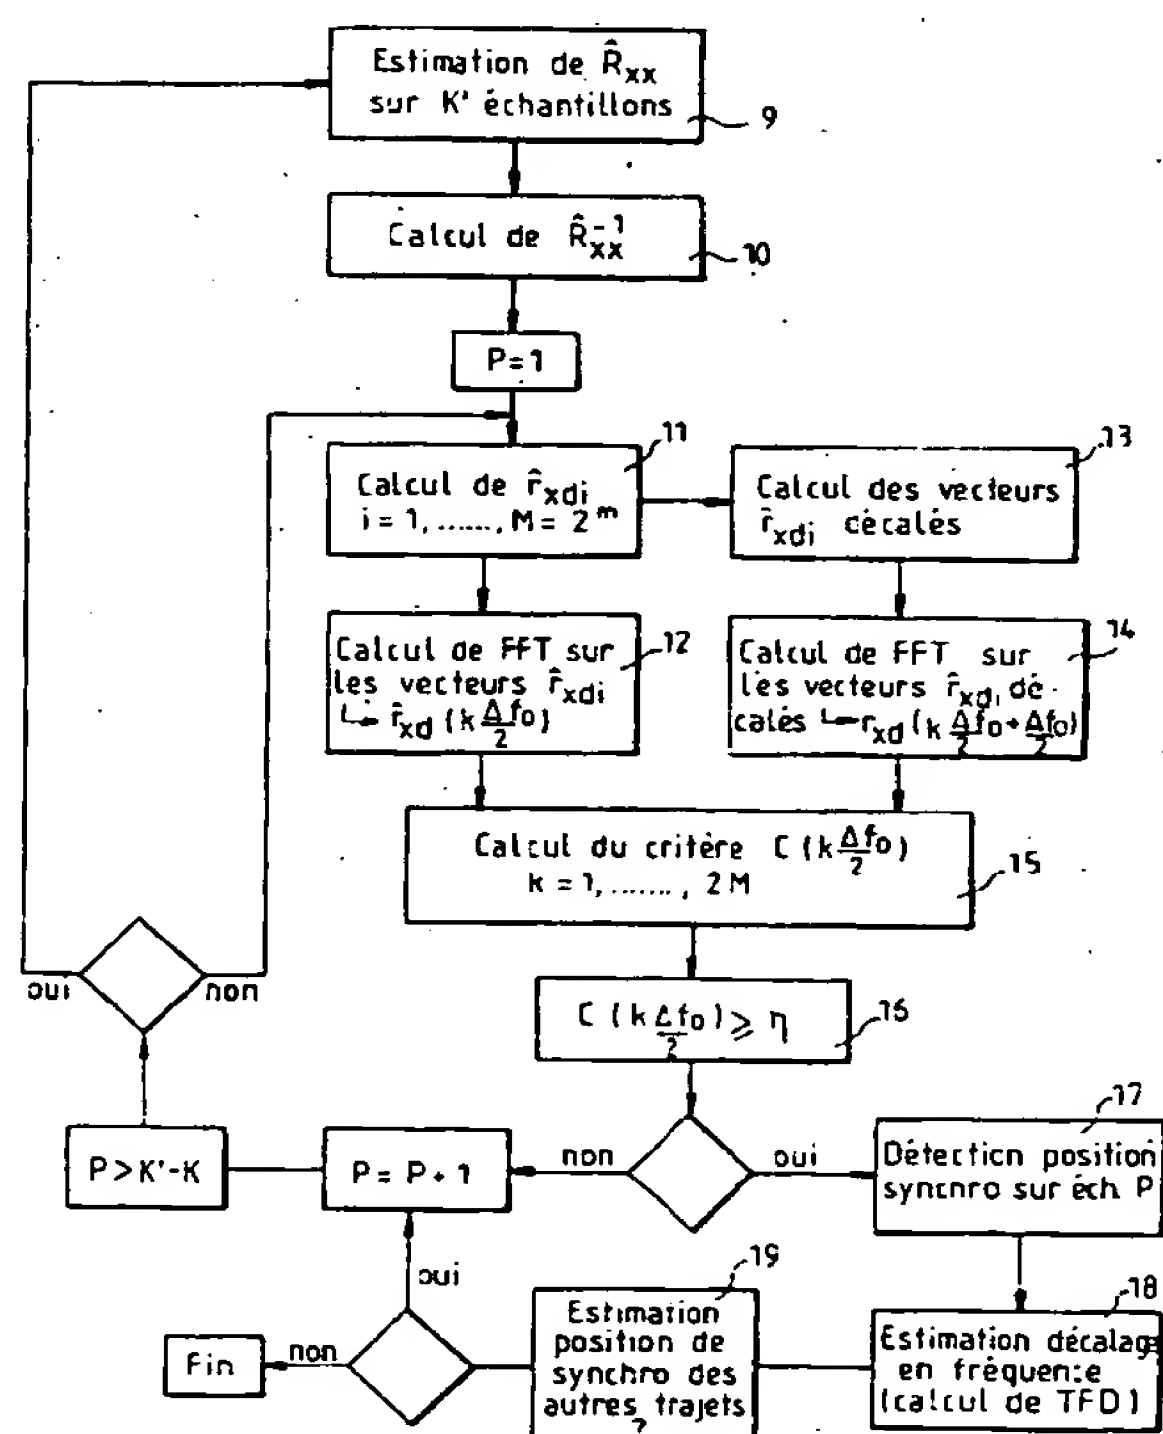 Estimation de R̂xx
sur K' échantillons
9
Calcul de R̂xx⁻¹
10
P=1
11
Calcul de r̂xdi
i = 1, ......, M = 2^m
13
Calcul des vecteurs
r̂xdi décalés
12
Calcul de FFT sur
les vecteurs r̂xdi
↳ r̂xd (k Δf0/2)
14
Calcul de FFT sur
les vecteurs r̂xdi dé-
calés ↳ rxd (k Δf0/2 + Δf0/2)
Calcul du critère C (k Δf0/2)
k = 1, ......., 2M
15
oui
non
C (k Δf0/2) ⩾ η
16
P > K'-K
P = P + 1
non
oui
17
Détection position
synchro sur éch. P
oui
19
Estimation
position de
synchro des
autres trajets
?
18
Estimation décalage
en fréquence
(calcul de TFD)
Fin
non